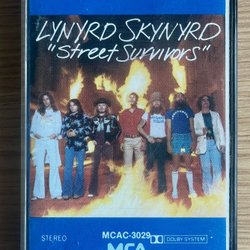 LYNYRD SKYNYRD
"Street Survivors"
MCAC-3029
STEREO
DOLBY SYSTEM
MCA